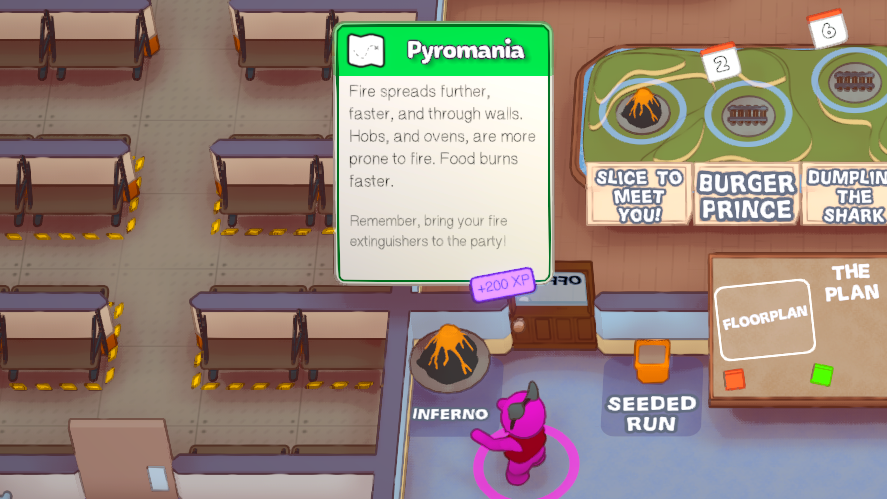 Pyromania
Fire spreads further,
faster, and through walls.
Hobs, and ovens, are more
prone to fire. Food burns
faster.
Remember, bring your fire
extinguishers to the party!
+200 XP
2
6
SLICE TO
MEET
YOU!
BURGER
PRINCE
THE
SHARK
THE
PLAN
FLOORPLAN
INFERNO
SEEDED
RUN